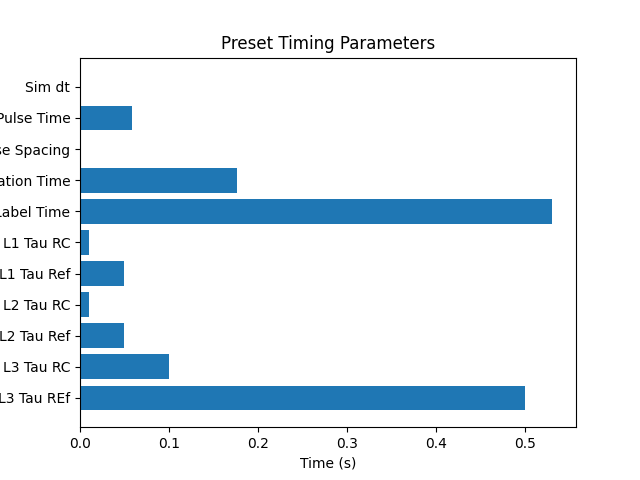 Preset Timing Parameters
Sim dt
Pulse Time
Spacing
Time
Label Time
L1 Tau RC
L1 Tau Ref
L2 Tau RC
L2 Tau Ref
L3 Tau RC
L3 Tau REf
0.0 0.1 0.2 0.3 0.4 0.5
Time (s)